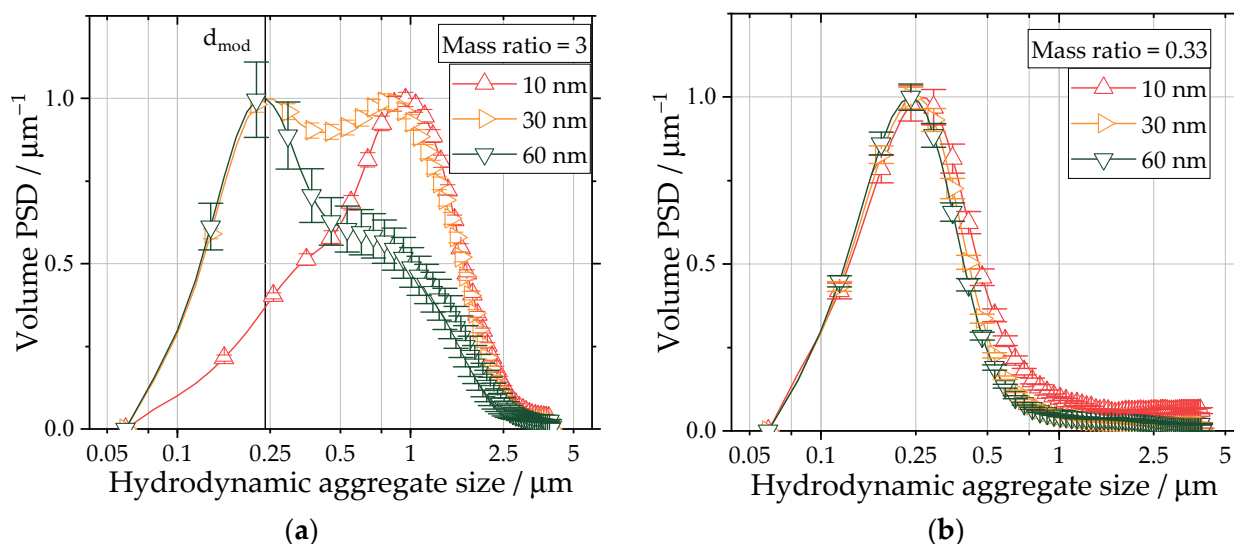 d_mod
Mass ratio = 3
10 nm
30 nm
60 nm
Volume PSD / μm⁻¹
1.0
0.5
0.0
0.05 0.1 0.25 0.5 1 2.5 5
Hydrodynamic aggregate size / μm
(a)
Mass ratio = 0.33
10 nm
30 nm
60 nm
Volume PSD / μm⁻¹
1.0
0.5
0.0
0.05 0.1 0.25 0.5 1 2.5 5
Hydrodynamic aggregate size / μm
(b)